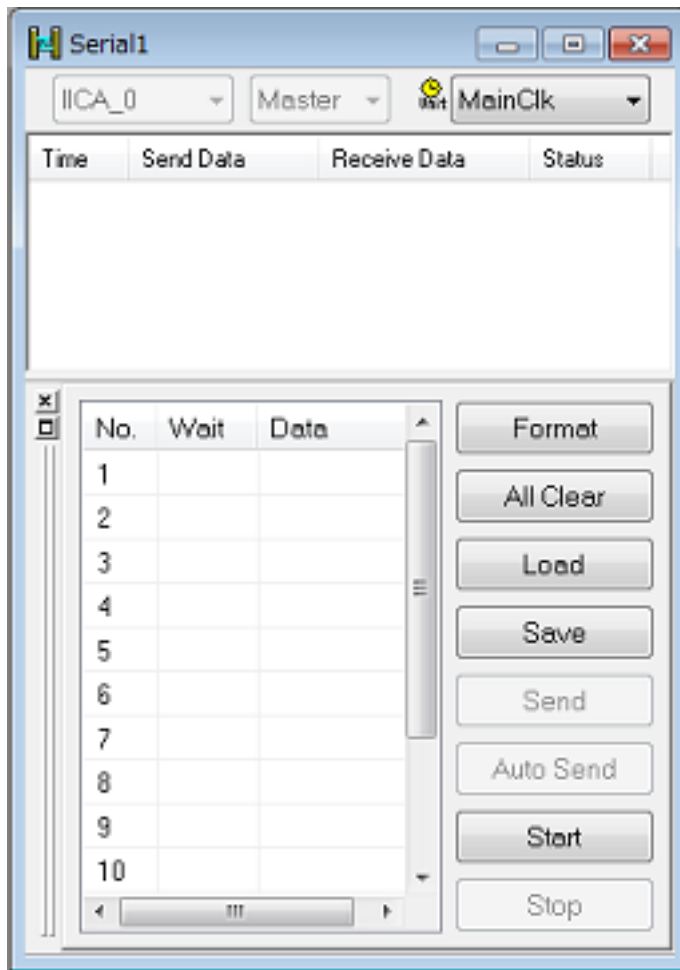 Serial1
IICA_0 Master Wait MainClk
Time Send Data Receive Data Status
No. Wait Data
Format
1
All Clear
2
3
Load
4
Save
5
6
Send
7
Auto Send
8
9
Start
10
Stop